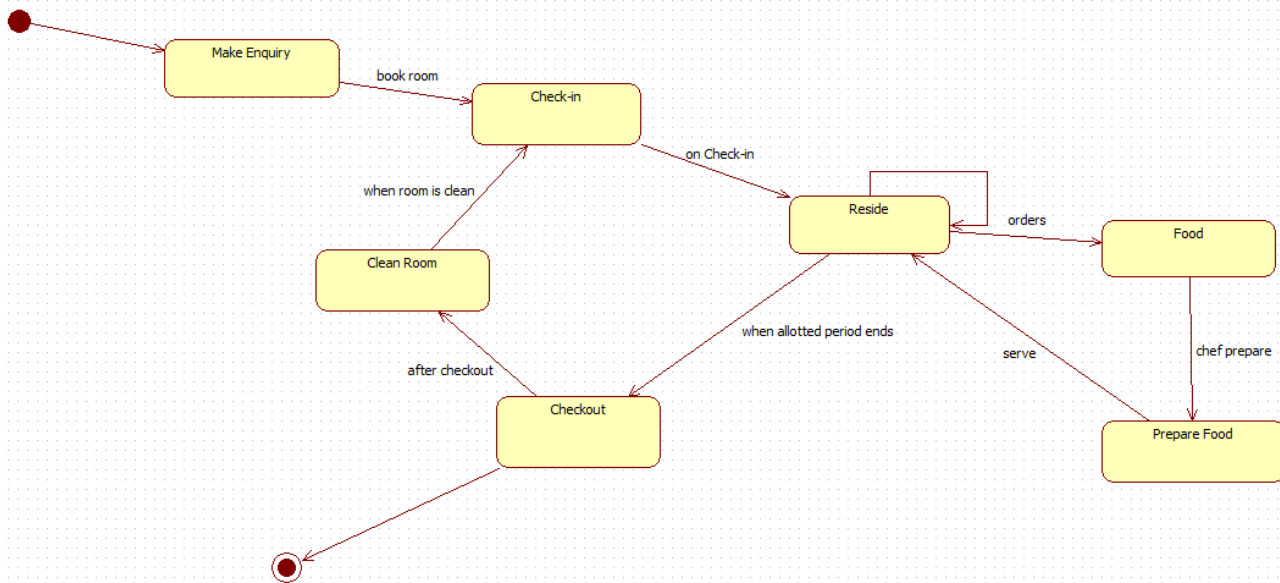 Make Enquiry
book room
Check-in
on Check-in
when room is clean
Reside
orders
Food
Clean Room
when allotted period ends
serve
chef prepare
after checkout
Checkout
Prepare Food